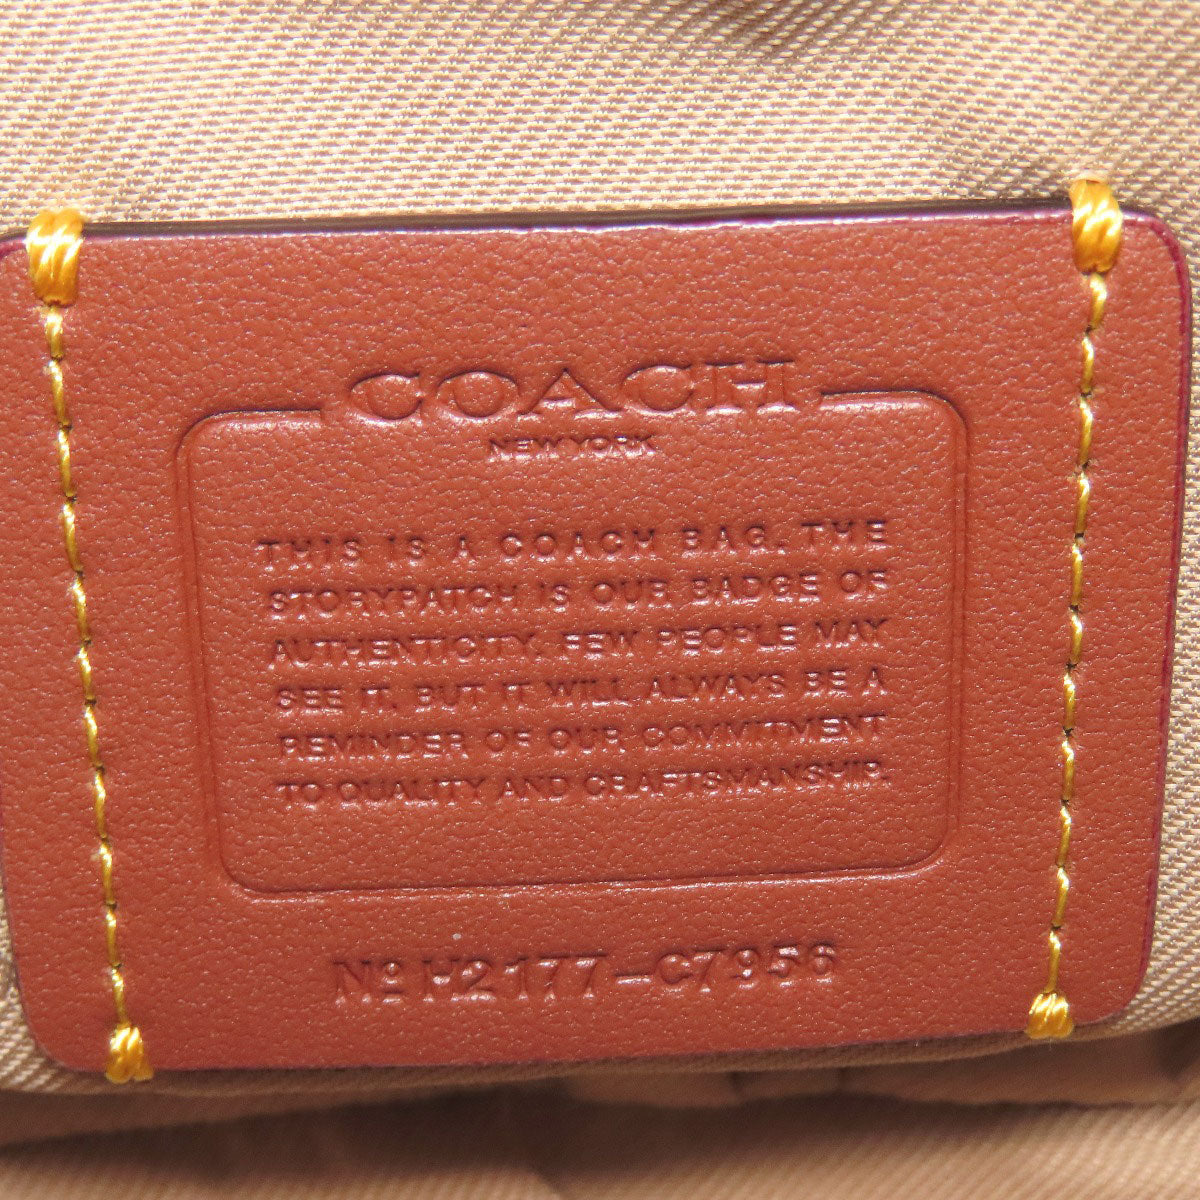 COACH
NEW YORK
THIS IS A COACH BAG. THE
STORYPATCH IS OUR BADGE OF
AUTHENTICITY. FEW PEOPLE MAY
SEE IT. BUT IT WILL ALWAYS BE A
REMINDER OF OUR COMMITMENT
TO QUALITY AND CRAFTSMANSHIP.
Nº H2177-C7956